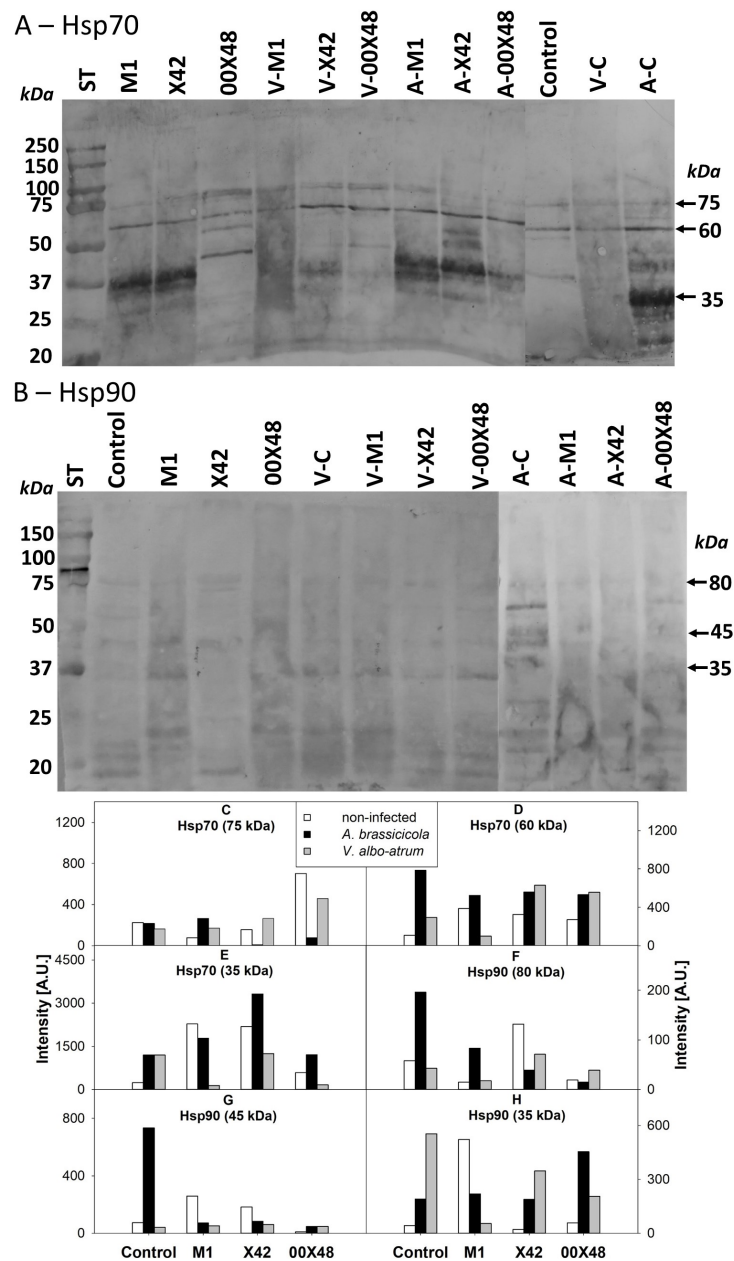 A – Hsp70
kDa ST M1 X42 00X48 V-M1 V-X42 V-00X48 A-M1 A-X42 A-00X48 Control V-C A-C
250
150
100
75
50
37
25
20
kDa
75
60
35
B – Hsp90
kDa ST Control M1 X42 00X48 V-C V-M1 V-X42 V-00X48 A-C A-M1 A-X42 A-00X48
150
100
75
50
37
25
20
kDa
80
45
35
C
Hsp70 (75 kDa)
non-infected
A. brassicicola
V. albo-atrum
D
Hsp70 (60 kDa)
1200
800
400
0
1200
800
400
0
E
Hsp70 (35 kDa)
F
Hsp90 (80 kDa)
4500
3000
1500
0
200
100
0
Intensity [A.U.]
Intensity [A.U.]
G
Hsp90 (45 kDa)
H
Hsp90 (35 kDa)
800
400
0
600
400
200
0
Control M1 X42 00X48 Control M1 X42 00X48